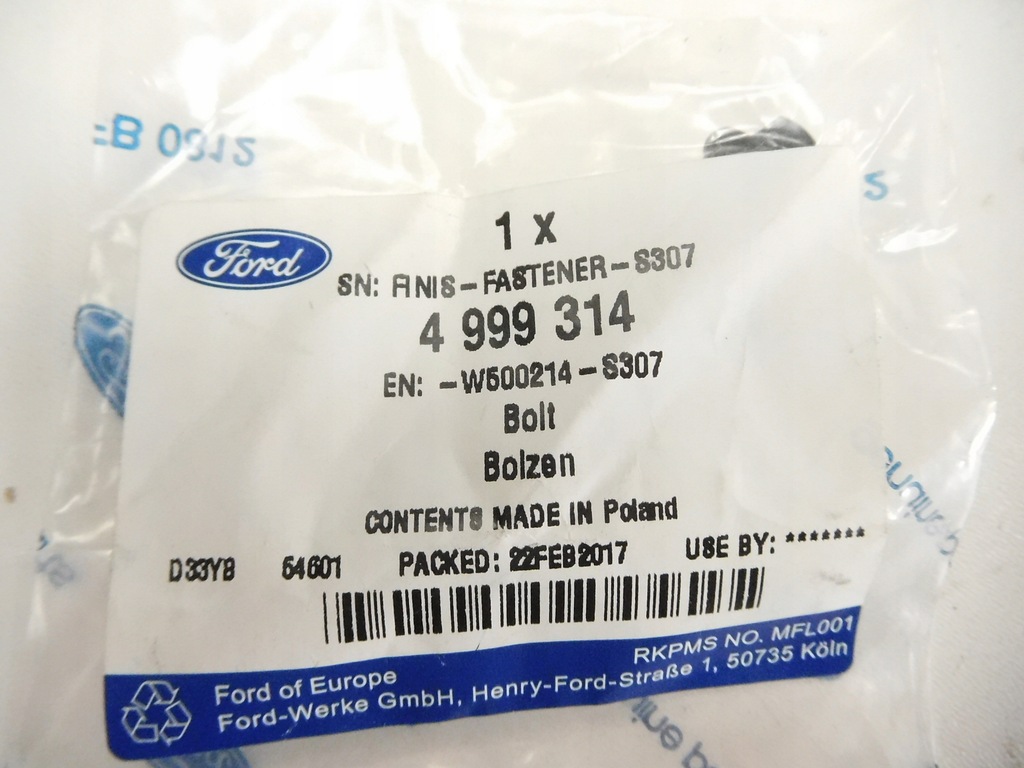 1 X
Ford
SN: FINIS-FASTENER-S307
4 999 314
EN: -W500214-S307
Bolt
Bolzen
CONTENTS MADE IN Poland
D33YB 54601 PACKED: 22FEB2017 USE BY: *******
RKPMS NO. MFL001
Ford of Europe
Ford-Werke GmbH, Henry-Ford-Straße 1, 50735 Köln